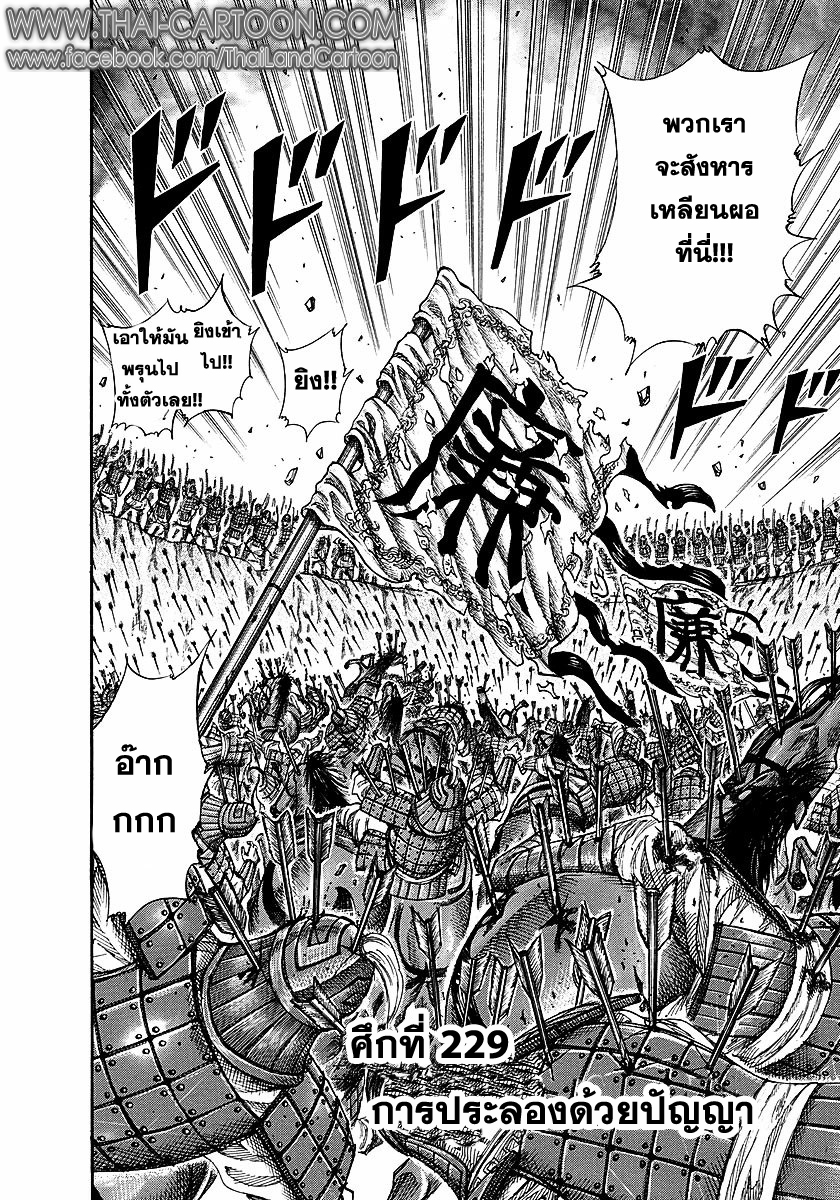 WWW.THAI-CARTOON.COM
www.facebook.com/ThaiLandCartoon
พวกเรา
จะสังหาร
เหลียนผอ
ที่นี่!!!
ドドドド
ドド
ยิง!!
ยิงเข้า
ไป!!
เอาให้มัน
พรุนไป
ทั้งตัวเลย!!
廉
廉
อ๊าก
กกก
ศึกที่ 229
การประลองด้วยปัญญา